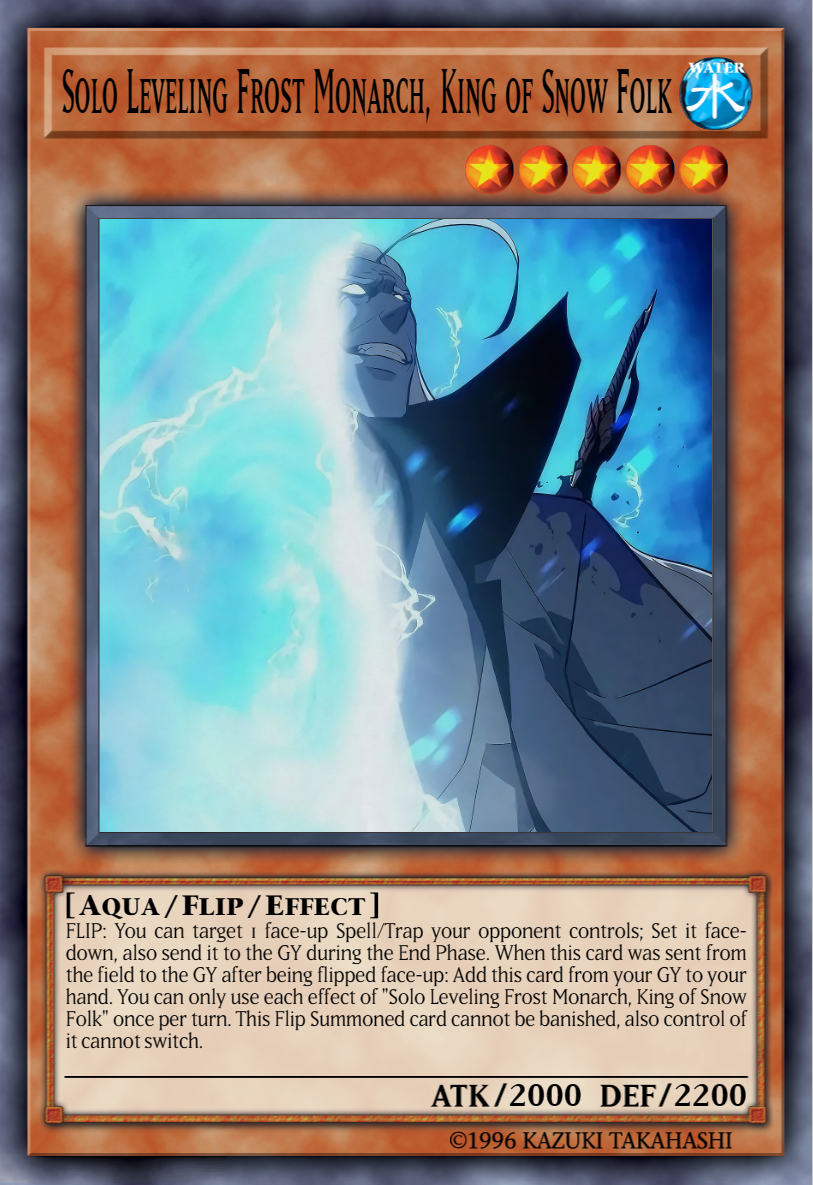 Solo Leveling Frost Monarch, King of Snow Folk
WATER
水
[ Aqua / Flip / Effect ]
FLIP: You can target 1 face-up Spell/Trap your opponent controls; Set it face-
down, also send it to the GY during the End Phase. When this card was sent from
the field to the GY after being flipped face-up: Add this card from your GY to your
hand. You can only use each effect of "Solo Leveling Frost Monarch, King of Snow
Folk" once per turn. This Flip Summoned card cannot be banished, also control of
it cannot switch.
ATK/2000 DEF/2200
©1996 KAZUKI TAKAHASHI